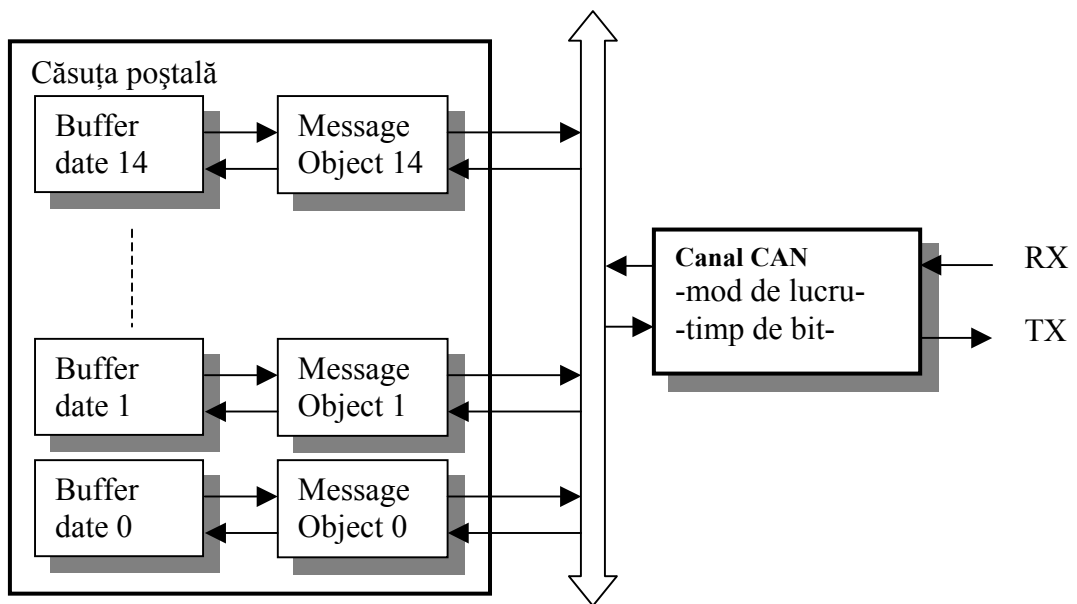 Căsuța poştală
Buffer
date 14
Message
Object 14
Canal CAN
-mod de lucru-
-timp de bit-
RX
TX
Buffer
date 1
Message
Object 1
Buffer
date 0
Message
Object 0